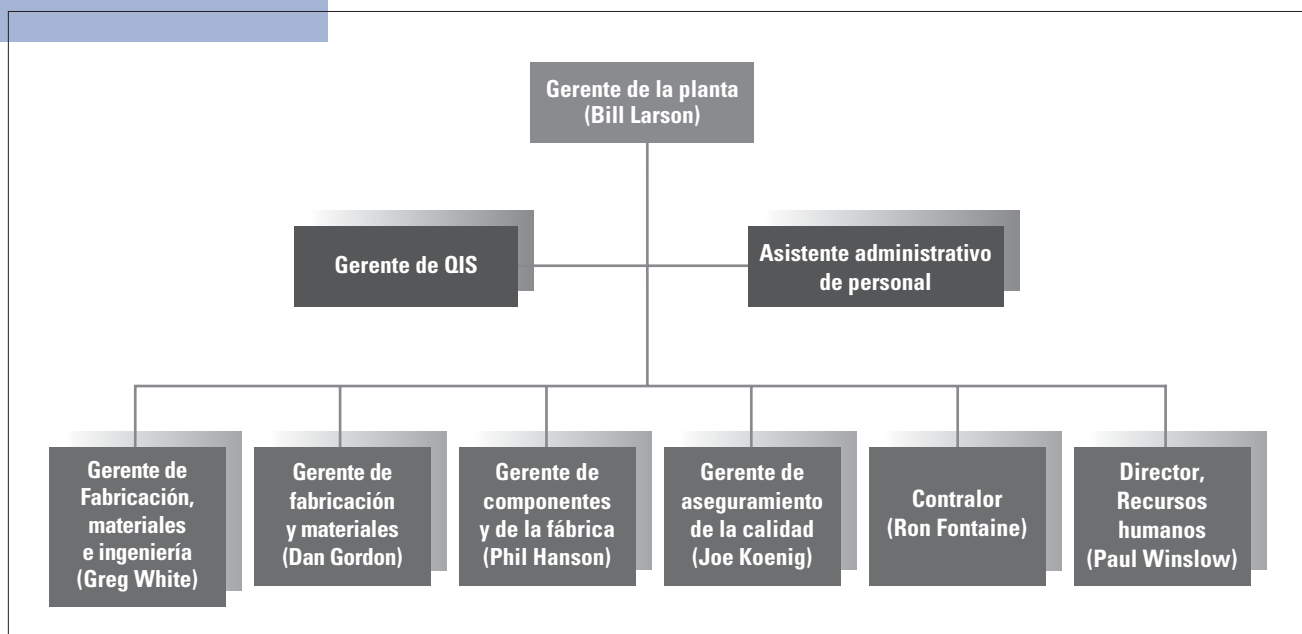 Gerente de la planta
(Bill Larson)
Gerente de QIS
Asistente administrativo
de personal
Gerente de
Fabricación,
materiales
e ingeniería
(Greg White)
Gerente de
fabricación
y materiales
(Dan Gordon)
Gerente de
componentes
y de la fábrica
(Phil Hanson)
Gerente de
aseguramiento
de la calidad
(Joe Koenig)
Contralor
(Ron Fontaine)
Director,
Recursos
humanos
(Paul Winslow)